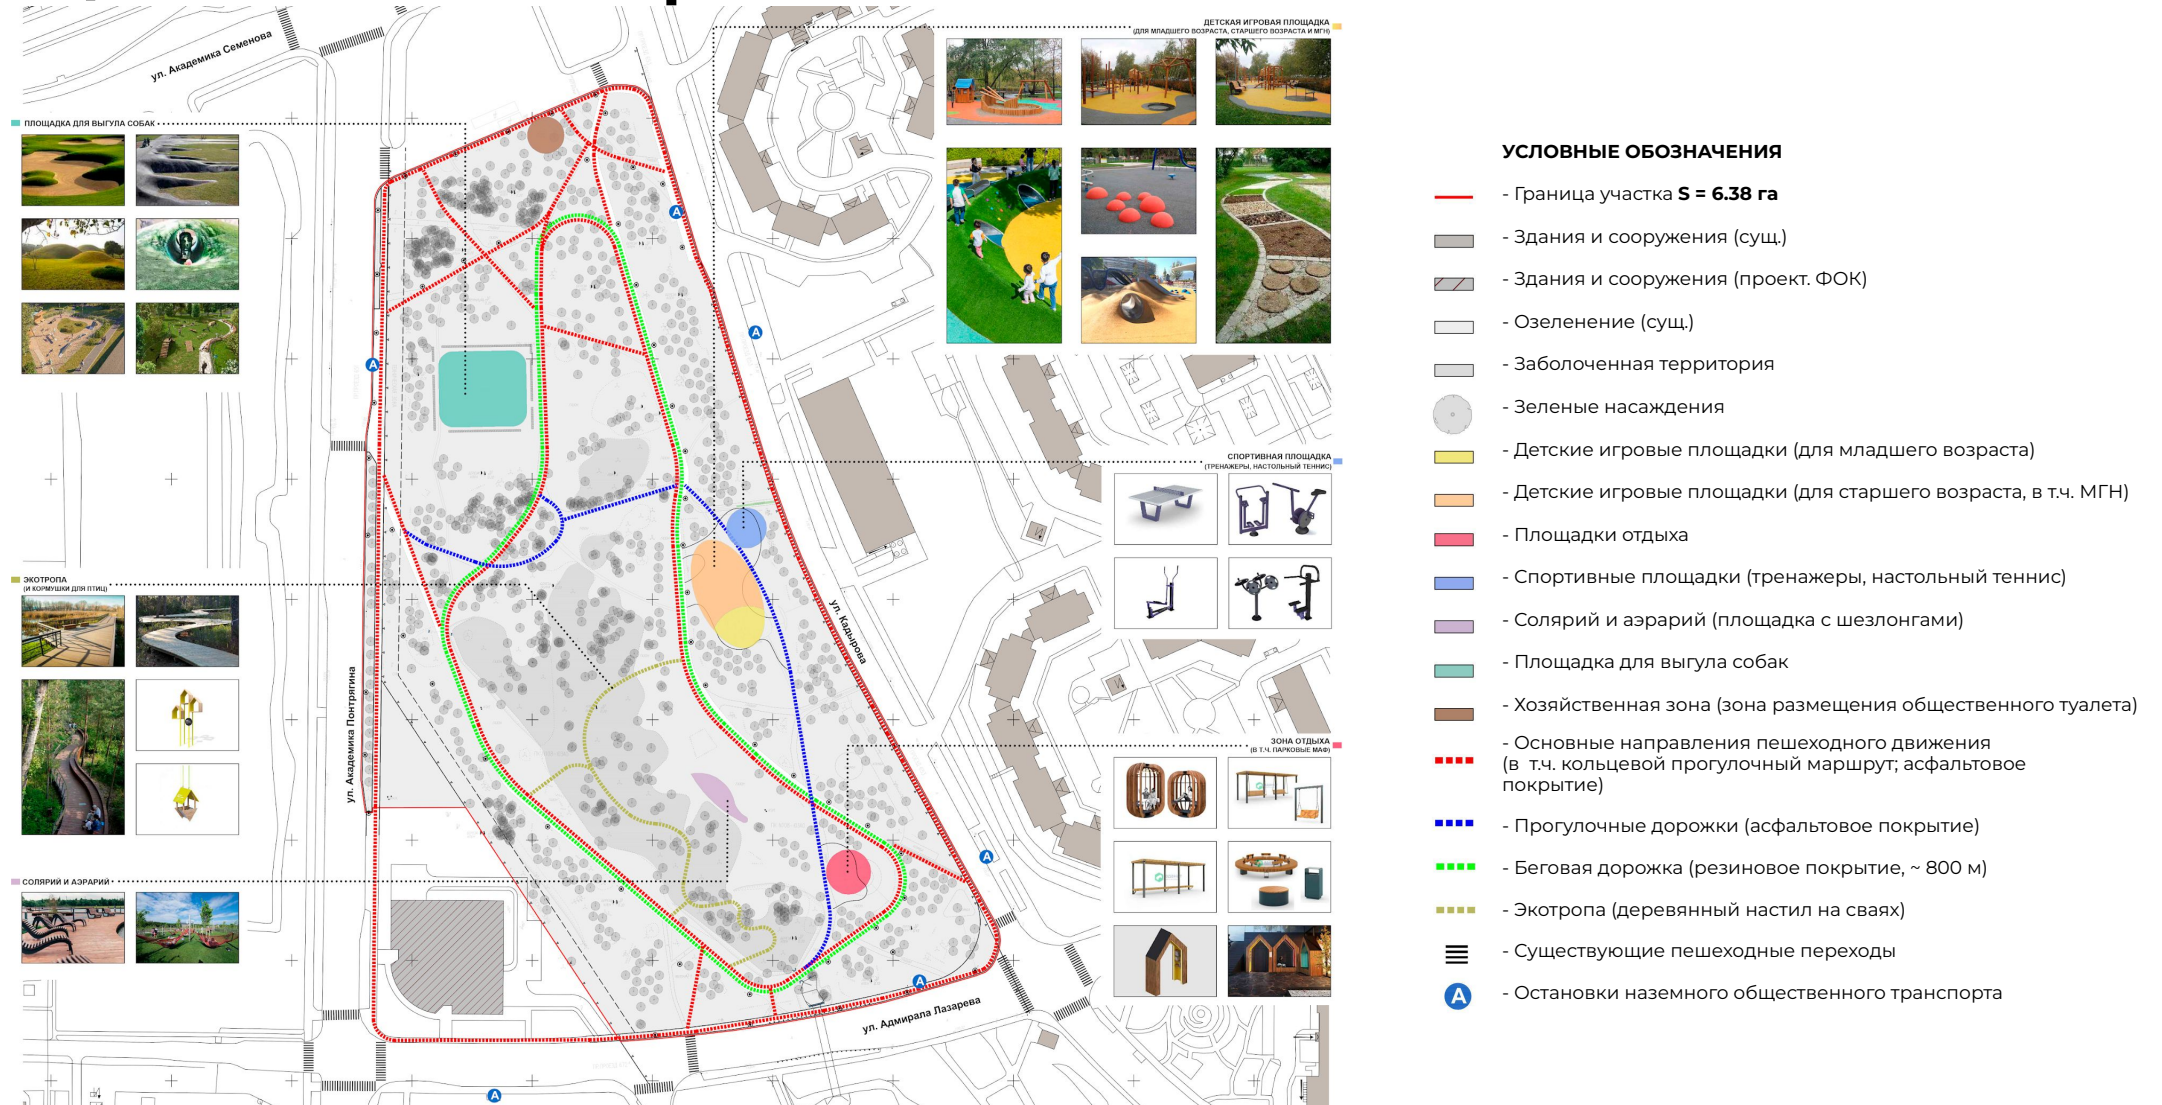 ул. Академика Семенова
ПЛОЩАДКА ДЛЯ ВЫГУЛА СОБАК
ДЕТСКАЯ ИГРОВАЯ ПЛОЩАДКА
(ДЛЯ МЛАДШЕГО ВОЗРАСТА, СТАРШЕГО ВОЗРАСТА И МГН)
А
А
А
СПОРТИВНАЯ ПЛОЩАДКА
(ТРЕНАЖЕРЫ, НАСТОЛЬНЫЙ ТЕННИС)
ЭКОТРОПА
(И КОРМУШКИ ДЛЯ ПТИЦ)
ул. Кадырова
ул. Академика Понтрягина
ЗОНА ОТДЫХА
(В Т.Ч. ПАРКОВЫЕ МАФ)
А
СОЛЯРИЙ И АЭРАРИЙ
А
ул. Адмирала Лазарева
А
УСЛОВНЫЕ ОБОЗНАЧЕНИЯ
- Граница участка S = 6.38 га
- Здания и сооружения (сущ.)
- Здания и сооружения (проект. ФОК)
- Озеленение (сущ.)
- Заболоченная территория
- Зеленые насаждения
- Детские игровые площадки (для младшего возраста)
- Детские игровые площадки (для старшего возраста, в т.ч. МГН)
- Площадки отдыха
- Спортивные площадки (тренажеры, настольный теннис)
- Солярий и аэрарий (площадка с шезлонгами)
- Площадка для выгула собак
- Хозяйственная зона (зона размещения общественного туалета)
- Основные направления пешеходного движения
(в т.ч. кольцевой прогулочный маршрут; асфальтовое
покрытие)
- Прогулочные дорожки (асфальтовое покрытие)
- Беговая дорожка (резиновое покрытие, ~ 800 м)
- Экотропа (деревянный настил на сваях)
- Существующие пешеходные переходы
А - Остановки наземного общественного транспорта